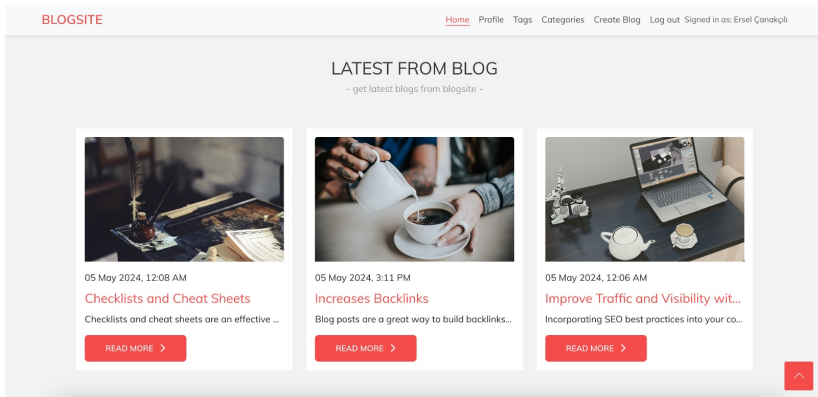 BLOGSITE
Home Profile Tags Categories Create Blog Log out Signed in as: Ersel Çanakçılı
LATEST FROM BLOG
- get latest blogs from blogsite -
05 May 2024, 12:08 AM
Checklists and Cheat Sheets
Checklists and cheat sheets are an effective ...
READ MORE
05 May 2024, 3:11 PM
Increases Backlinks
Blog posts are a great way to build backlinks...
READ MORE
05 May 2024, 12:06 AM
Improve Traffic and Visibility wit...
Incorporating SEO best practices into your co...
READ MORE